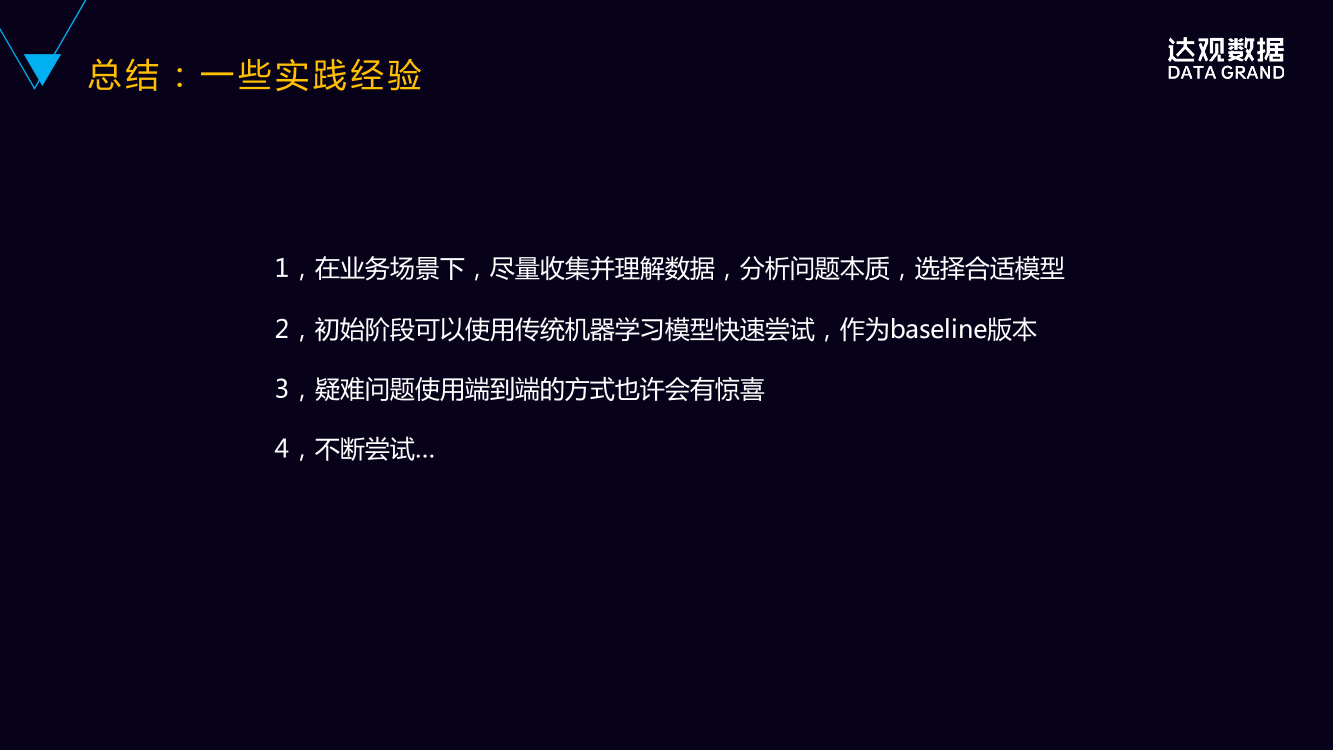 总结：一些实践经验
达观数据
DATA GRAND
1，在业务场景下，尽量收集并理解数据，分析问题本质，选择合适模型
2，初始阶段可以使用传统机器学习模型快速尝试，作为baseline版本
3，疑难问题使用端到端的方式也许会有惊喜
4，不断尝试...